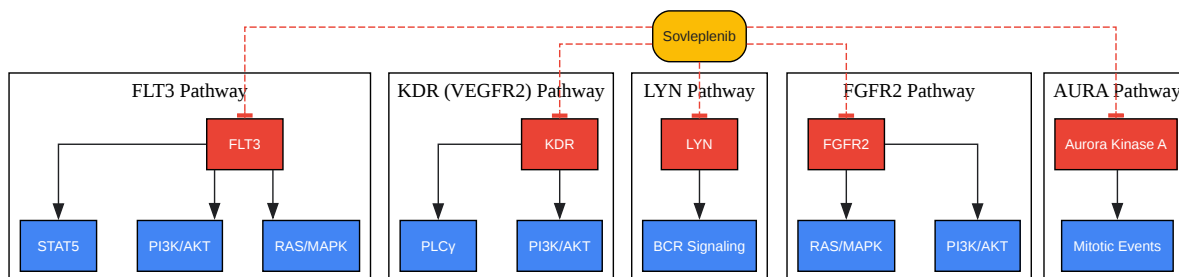 Sovleplenib
FLT3 Pathway
KDR (VEGFR2) Pathway
LYN Pathway
FGFR2 Pathway
AURA Pathway
FLT3
KDR
LYN
FGFR2
Aurora Kinase A
STAT5
PI3K/AKT
RAS/MAPK
PLCγ
PI3K/AKT
BCR Signaling
RAS/MAPK
PI3K/AKT
Mitotic Events